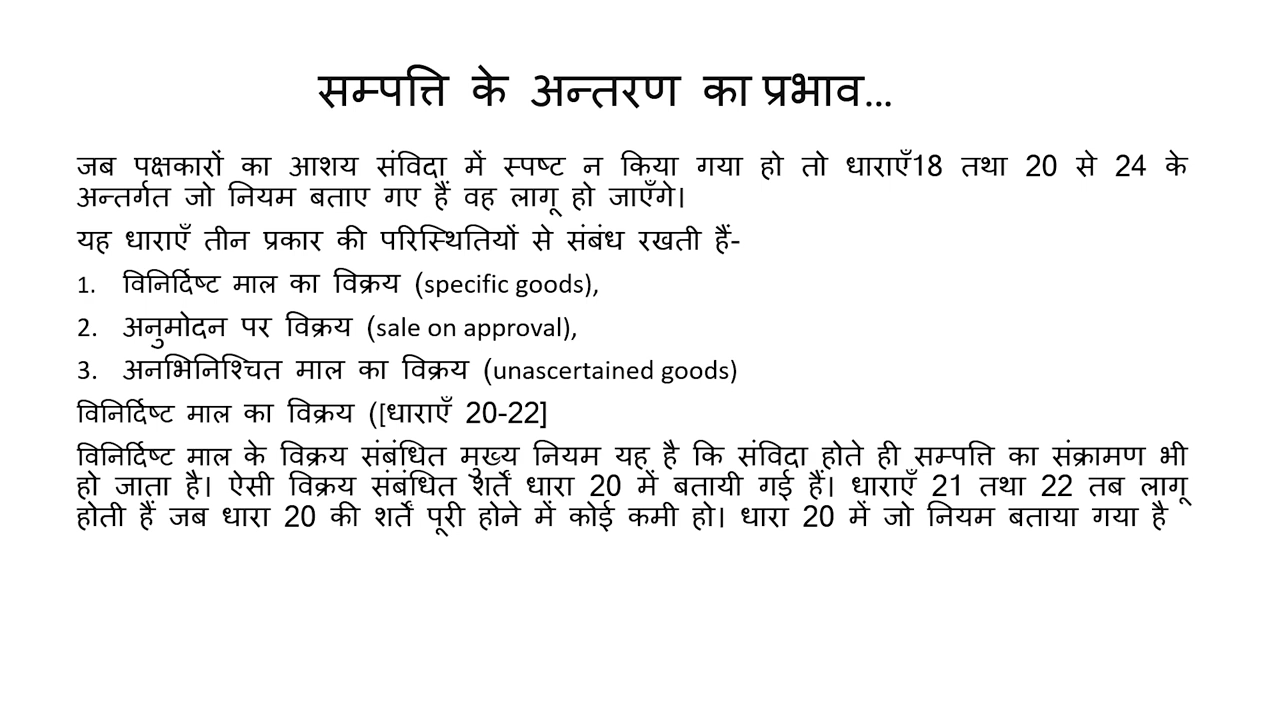 सम्पत्ति के अन्तरण का प्रभाव...
जब पक्षकारों का आशय संविदा में स्पष्ट न किया गया हो तो धाराएँ18 तथा 20 से 24 के
अन्तर्गत जो नियम बताए गए हैं वह लागू हो जाएँगे।
यह धाराएँ तीन प्रकार की परिस्थितियों से संबंध रखती हैं-
1. विनिर्दिष्ट माल का विक्रय (specific goods),
2. अनुमोदन पर विक्रय (sale on approval),
3. अनभिनिश्चित माल का विक्रय (unascertained goods)
विनिर्दिष्ट माल का विक्रय ([धाराएँ 20-22]
विनिर्दिष्ट माल के विक्रय संबंधित मुख्य नियम यह है कि संविदा होते ही सम्पत्ति का संक्रामण भी
हो जाता है। ऐसी विक्रय संबंधित शर्तें धारा 20 में बतायी गई हैं। धाराएँ 21 तथा 22 तब लागू
होती हैं जब धारा 20 की शर्तें पूरी होने में कोई कमी हो। धारा 20 में जो नियम बताया गया है